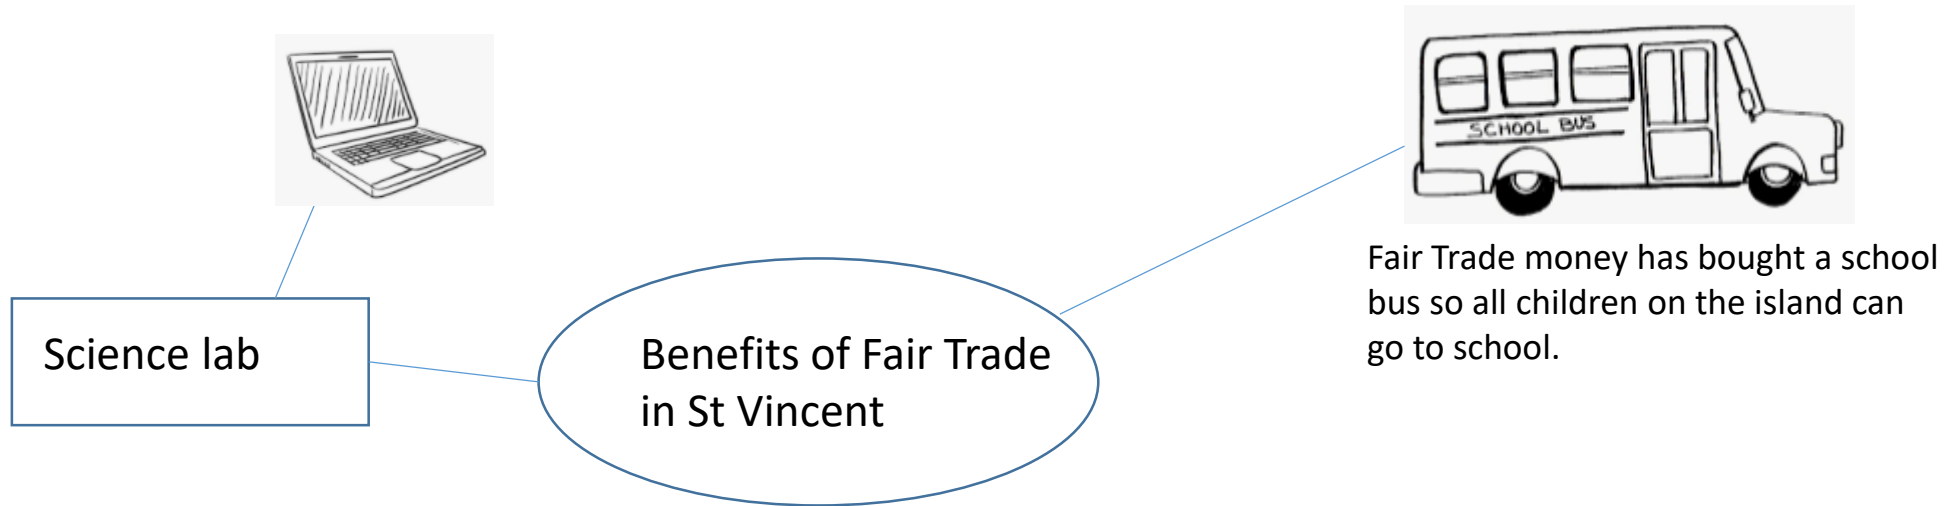 SCHOOL BUS
Fair Trade money has bought a school
bus so all children on the island can
go to school.
Science lab
Benefits of Fair Trade
in St Vincent